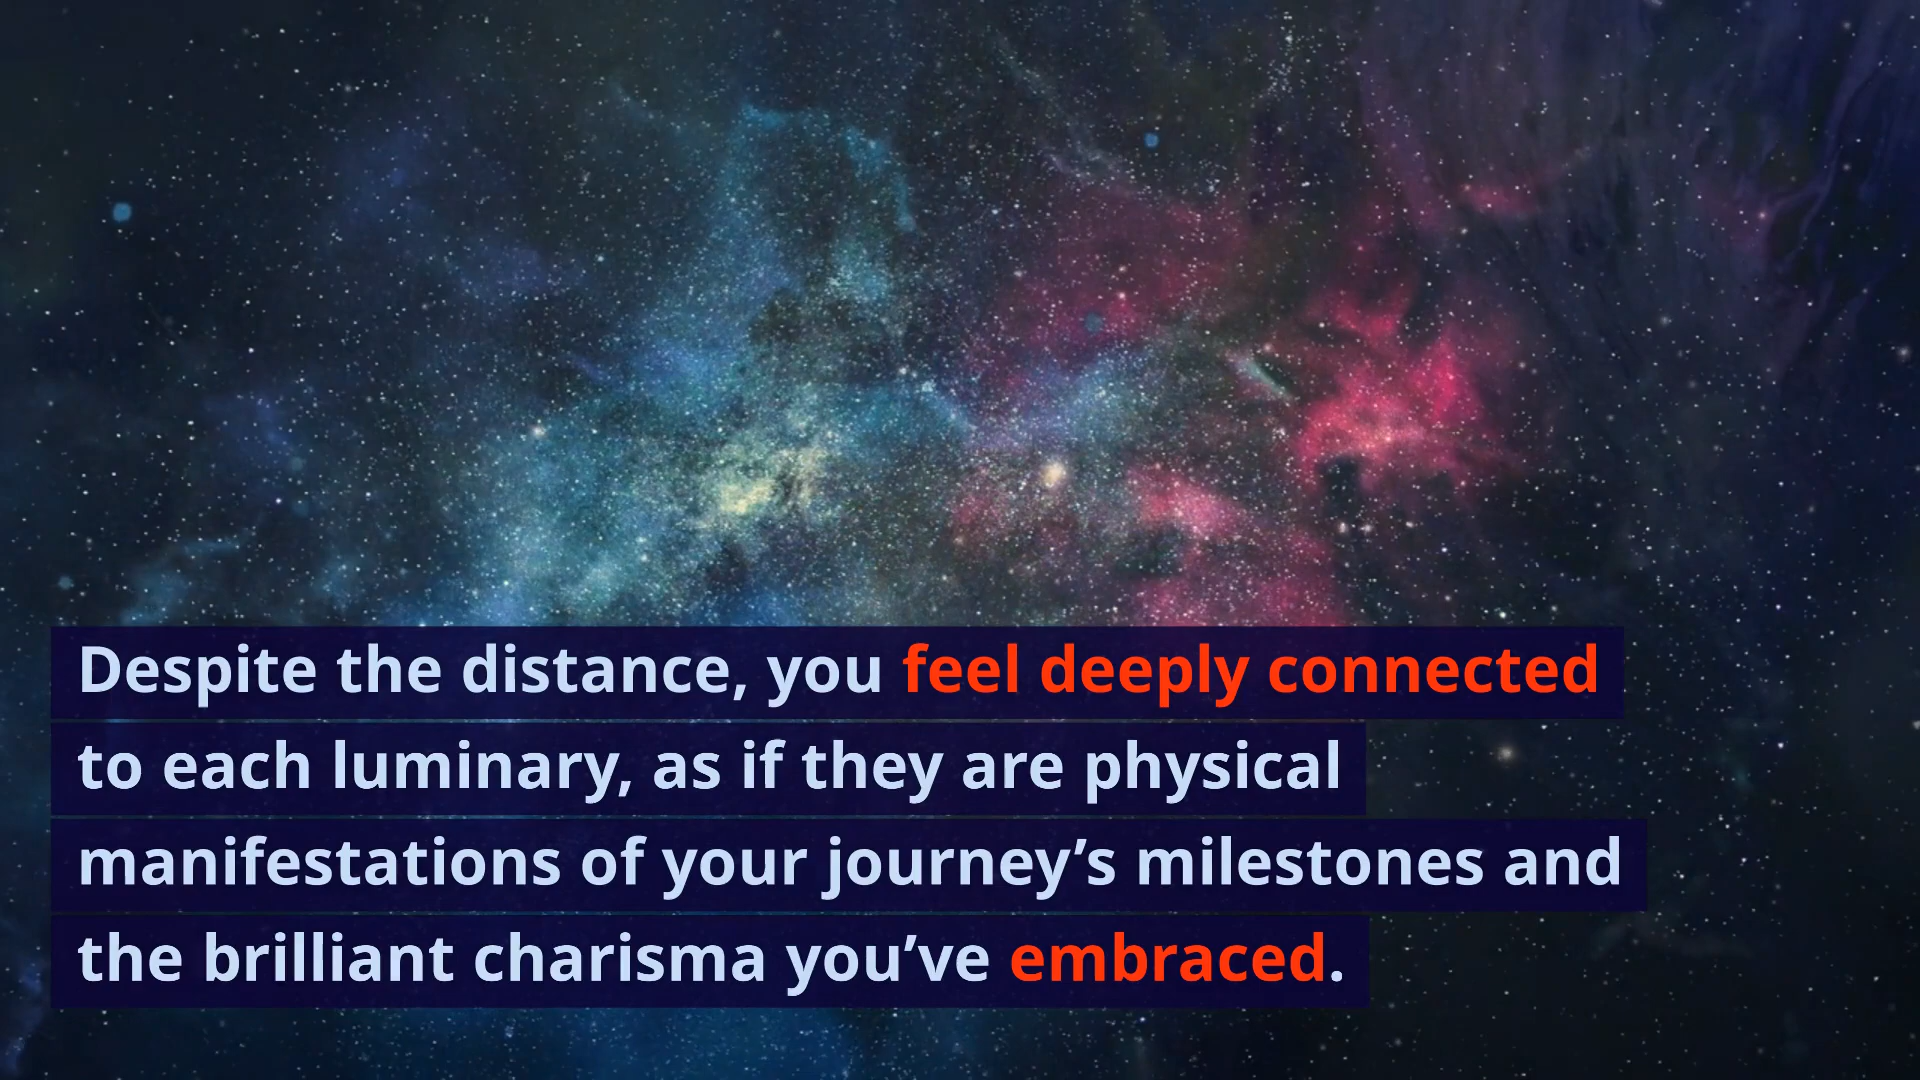 Despite the distance, you feel deeply connected
to each luminary, as if they are physical
manifestations of your journey’s milestones and
the brilliant charisma you’ve embraced.